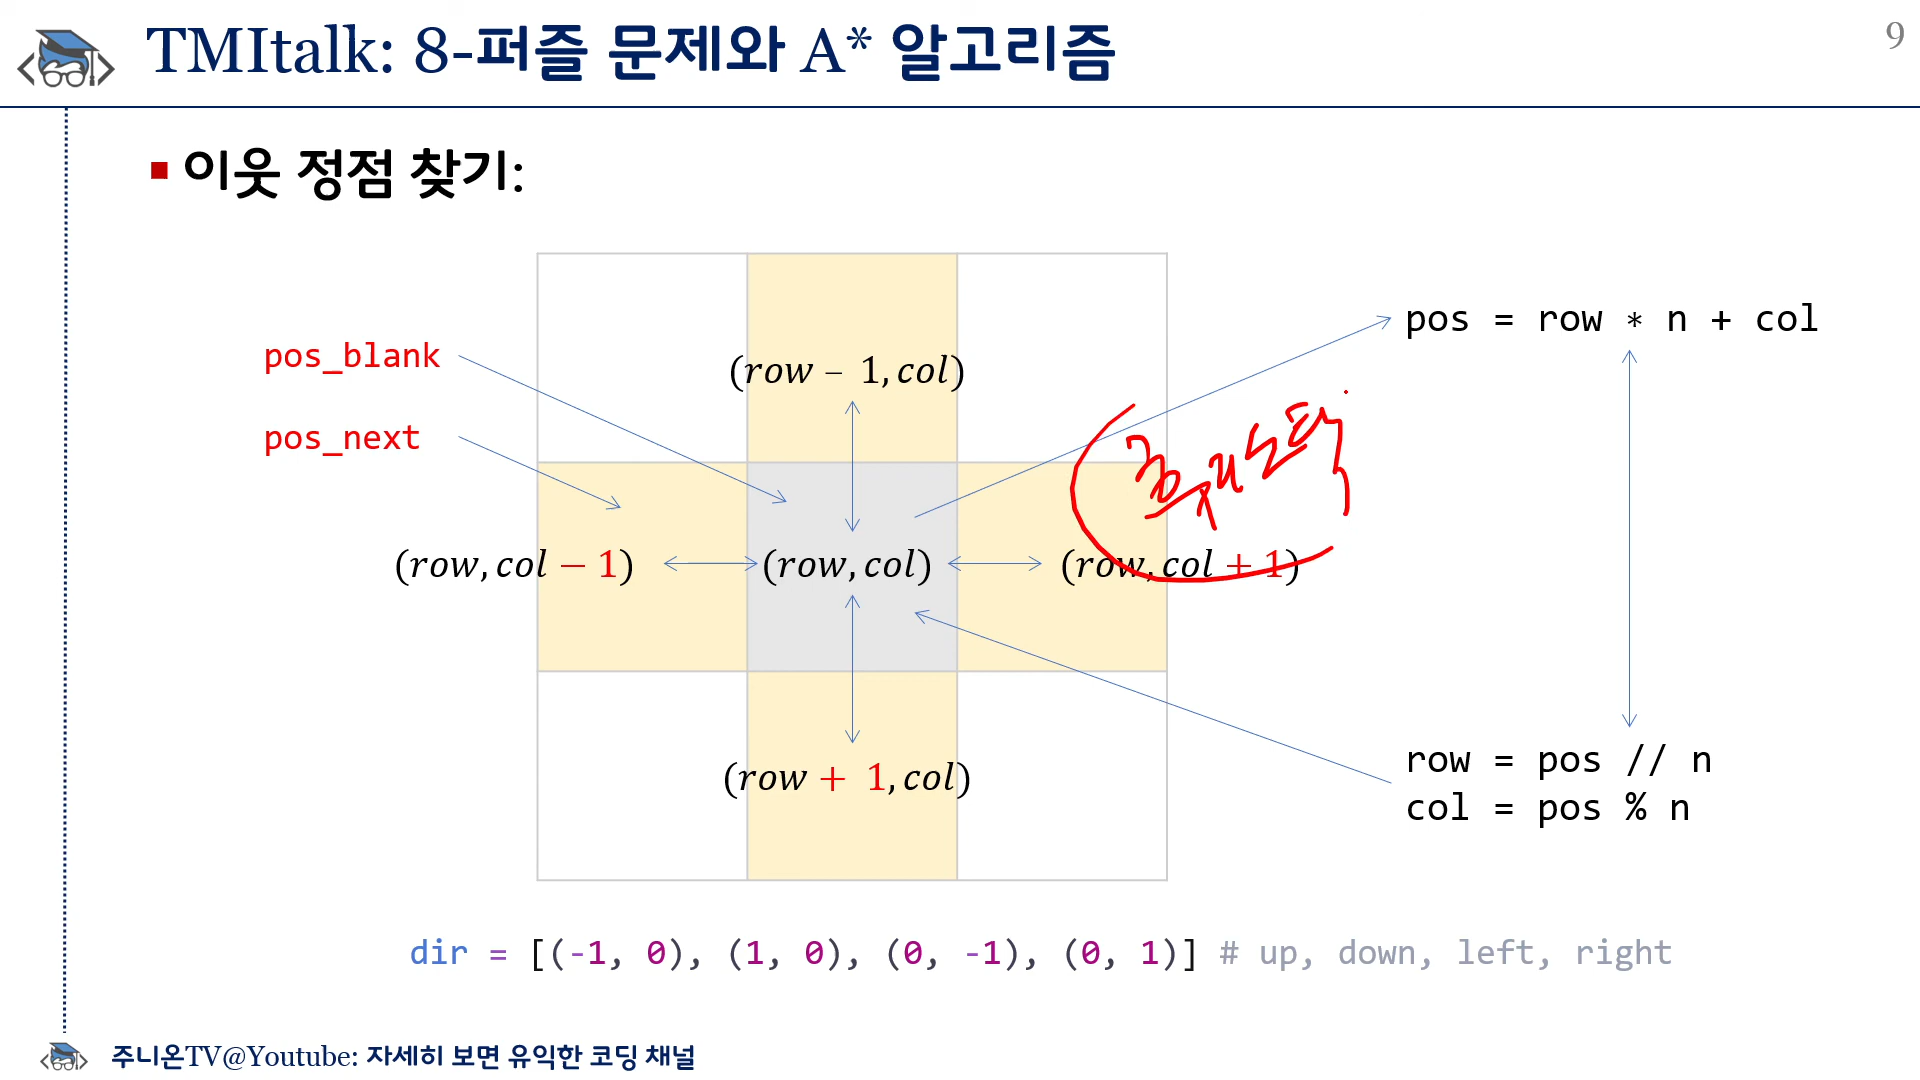 TMItalk: 8-퍼즐 문제와 A* 알고리즘
9
이웃 정점 찾기:
pos_blank
pos_next
(row – 1, col)
(row, col − 1)
(row, col)
(row, col + 1)
(row + 1, col)
pos = row * n + col
row = pos // n
col = pos % n
dir = [(-1, 0), (1, 0), (0, -1), (0, 1)] # up, down, left, right
주니온TV@Youtube: 자세히 보면 유익한 코딩 채널